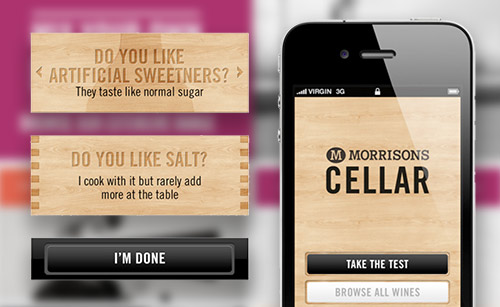 DO YOU LIKE
ARTIFICIAL SWEETNERS?
They taste like normal sugar
DO YOU LIKE SALT?
I cook with it but rarely add
more at the table
I'M DONE
VIRGIN 3G
M MORRISONS
CELLAR
TAKE THE TEST
BROWSE ALL WINES